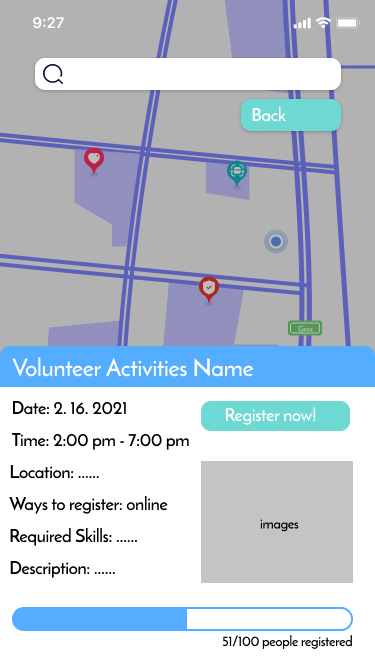 9:27
Back
Volunteer Activities Name
Date: 2. 16. 2021
Register now!
Time: 2:00 pm - 7:00 pm
Location: ......
Ways to register: online
images
Required Skills: ......
Description: ......
51/100 people registered